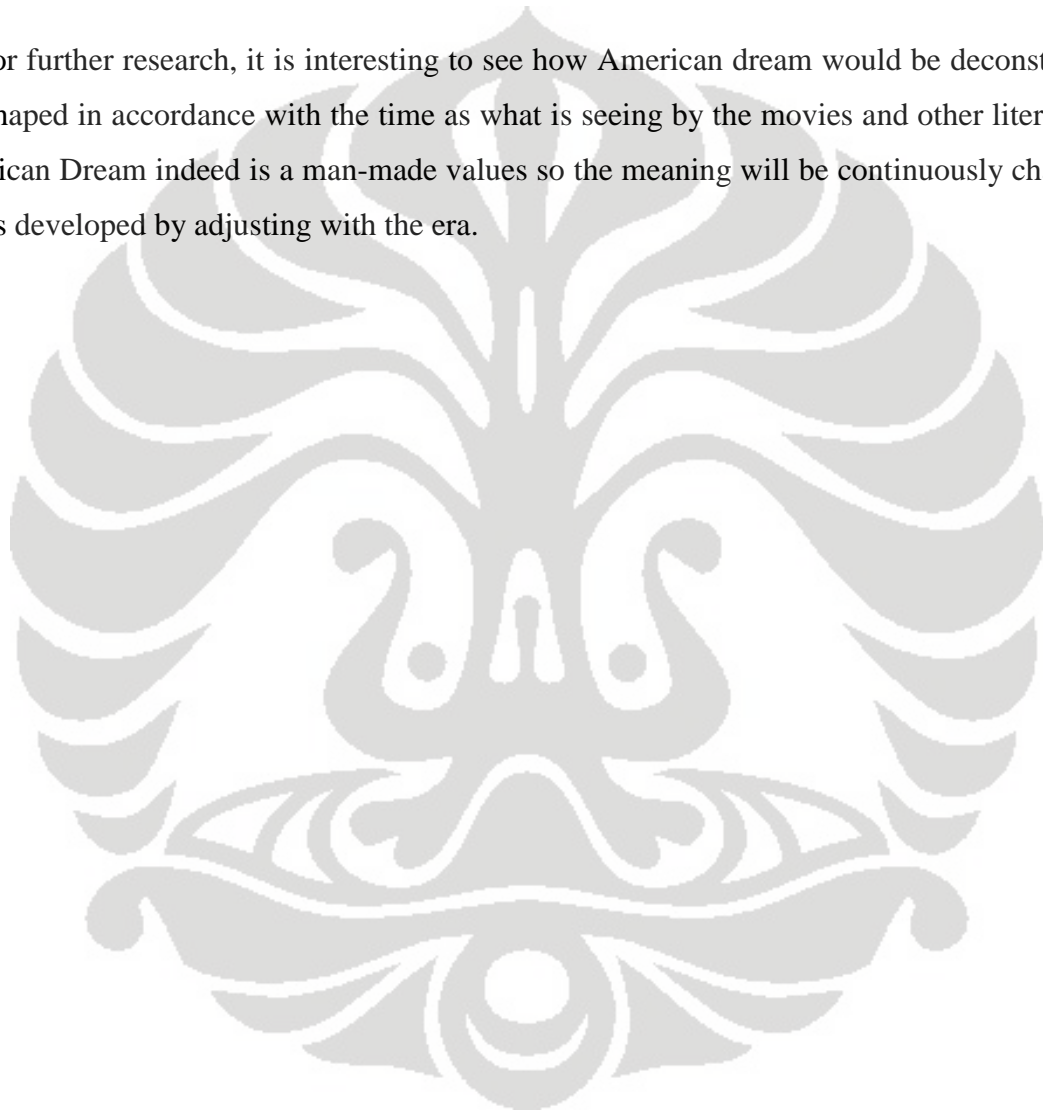 or further research, it is interesting to see how American dream would be deconst
haped in accordance with the time as what is seeing by the movies and other liter
ican Dream indeed is a man-made values so the meaning will be continuously ch
s developed by adjusting with the era.